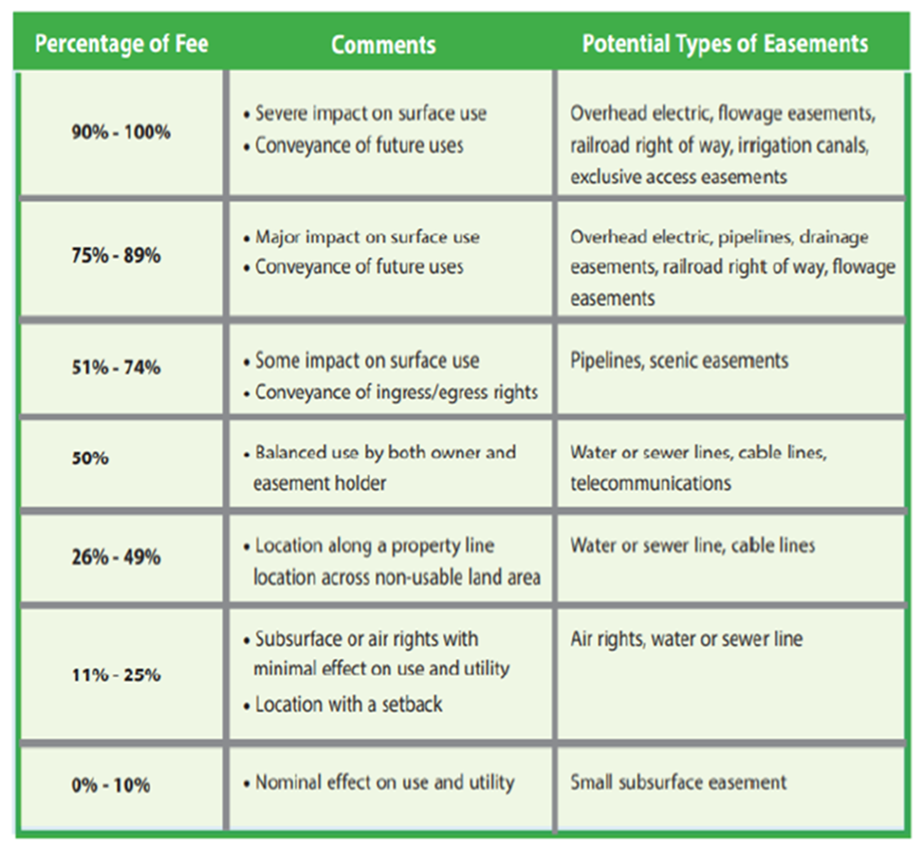 Percentage of Fee
Comments
Potential Types of Easements
90% - 100%
• Severe impact on surface use
• Conveyance of future uses
Overhead electric, flowage easements,
railroad right of way, irrigation canals,
exclusive access easements
75% - 89%
• Major impact on surface use
• Conveyance of future uses
Overhead electric, pipelines, drainage
easements, railroad right of way, flowage
easements
51% - 74%
• Some impact on surface use
• Conveyance of ingress/egress rights
Pipelines, scenic easements
50%
• Balanced use by both owner and
easement holder
Water or sewer lines, cable lines,
telecommunications
26% - 49%
• Location along a property line
location across non-usable land area
Water or sewer line, cable lines
11% - 25%
• Subsurface or air rights with
minimal effect on use and utility
• Location with a setback
Air rights, water or sewer line
0% - 10%
• Nominal effect on use and utility
Small subsurface easement